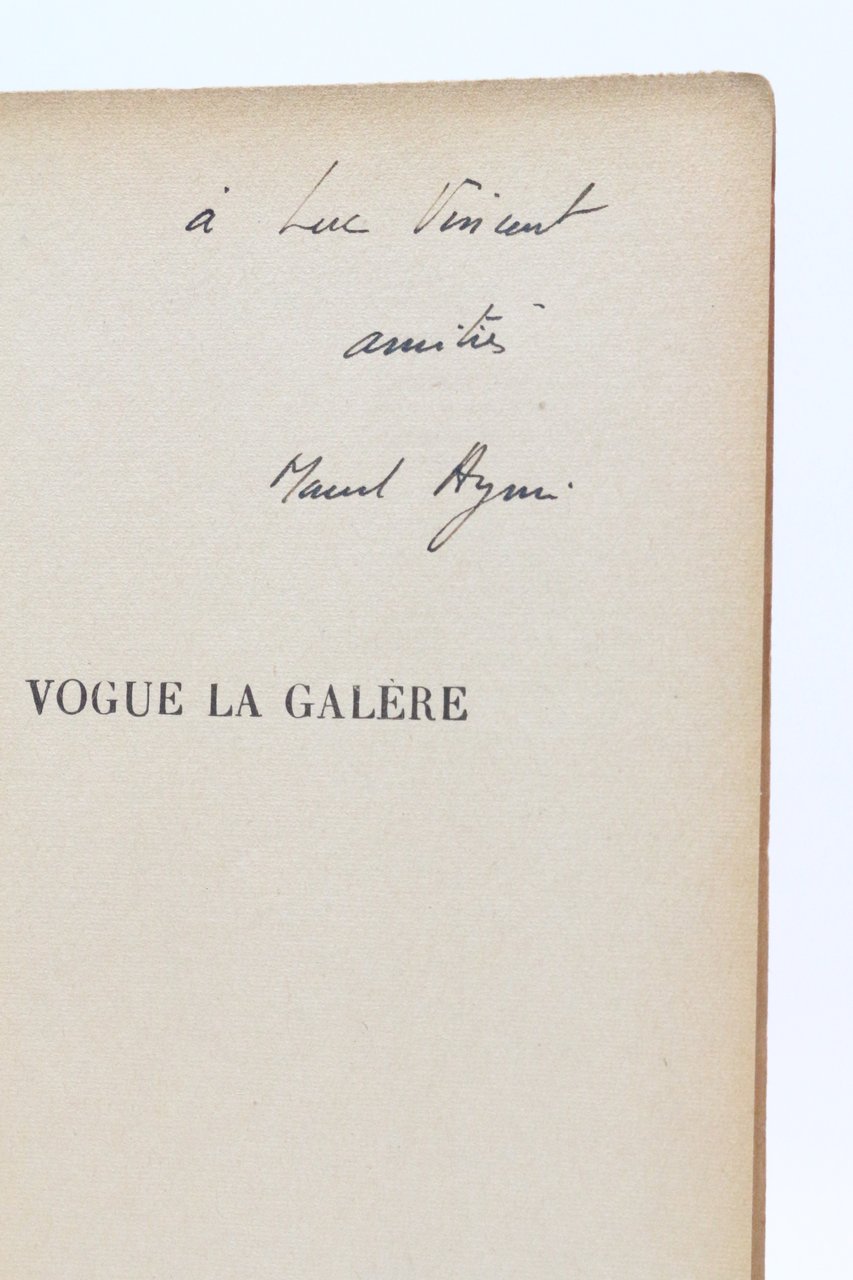 à Luc Vincent
amitiés
Marcel Aymé
VOGUE LA GALÈRE